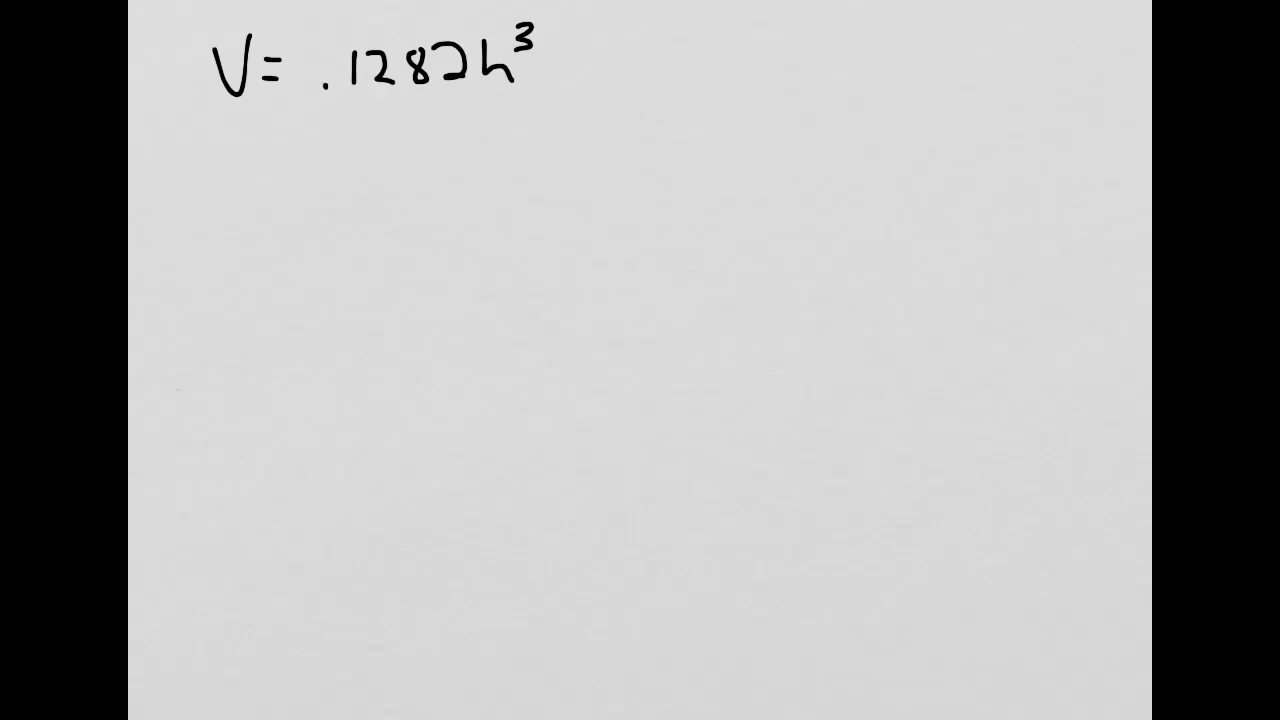 V = .1282h³